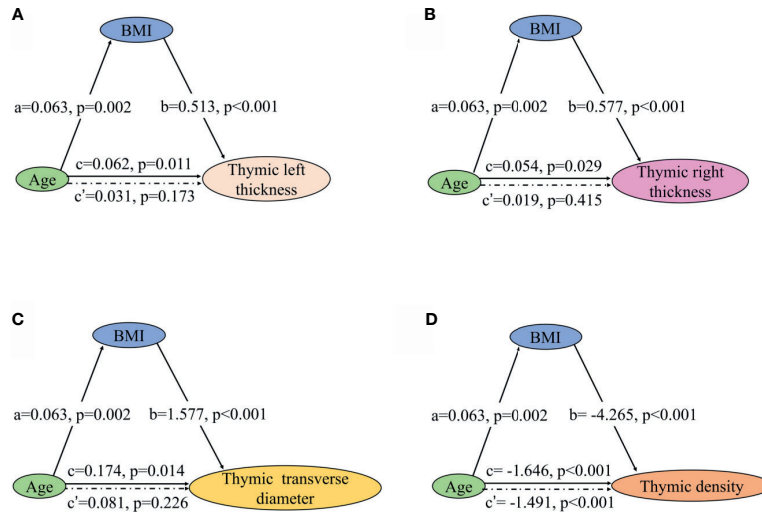 A
BMI
a=0.063, p=0.002
b=0.513, p<0.001
c=0.062, p=0.011
Age
Thymic left
thickness
c'=0.031, p=0.173
B
BMI
a=0.063, p=0.002
b=0.577, p<0.001
c=0.054, p=0.029
Age
Thymic right
thickness
c'=0.019, p=0.415
C
BMI
a=0.063, p=0.002
b=1.577, p<0.001
c=0.174, p=0.014
Age
Thymic transverse
diameter
c'=0.081, p=0.226
D
BMI
a=0.063, p=0.002
b= -4.265, p<0.001
c= -1.646, p<0.001
Age
Thymic density
c'= -1.491, p<0.001